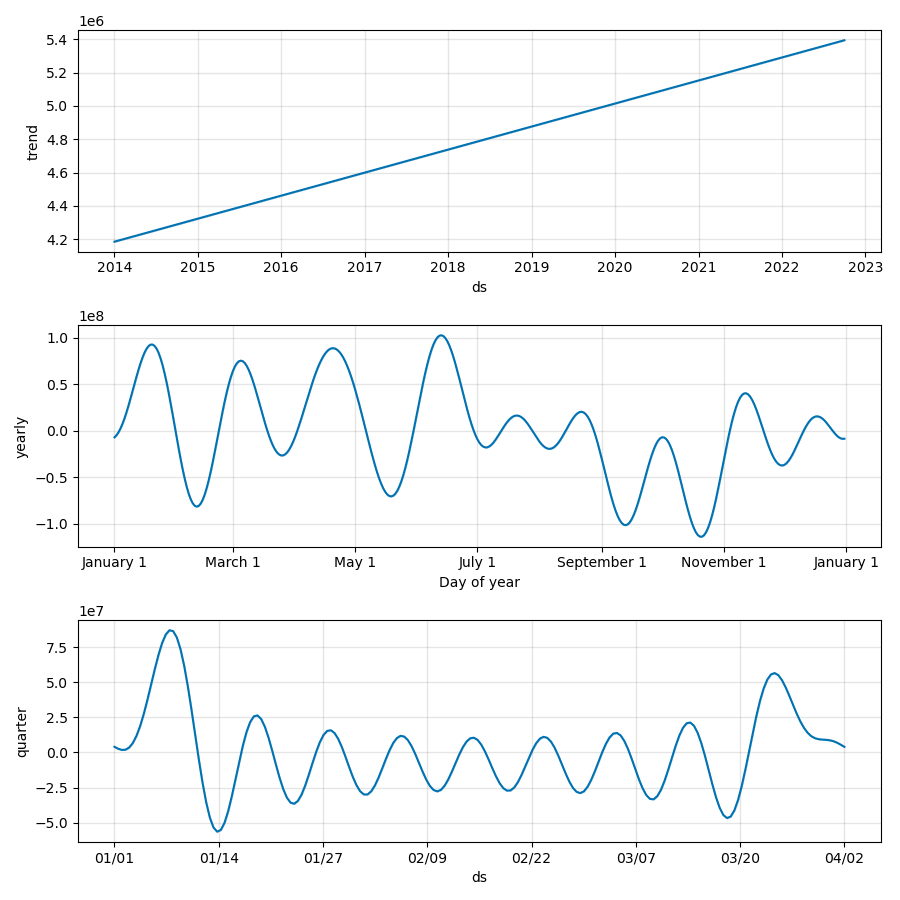 1e6
5.4
5.2
5.0
4.8
4.6
4.4
4.2
trend
2014 2015 2016 2017 2018 2019 2020 2021 2022 2023
ds
1e8
1.0
0.5
0.0
−0.5
−1.0
yearly
January 1 March 1 May 1 July 1 September 1 November 1 January 1
Day of year
1e7
7.5
5.0
2.5
0.0
−2.5
−5.0
quarter
01/01 01/14 01/27 02/09 02/22 03/07 03/20 04/02
ds